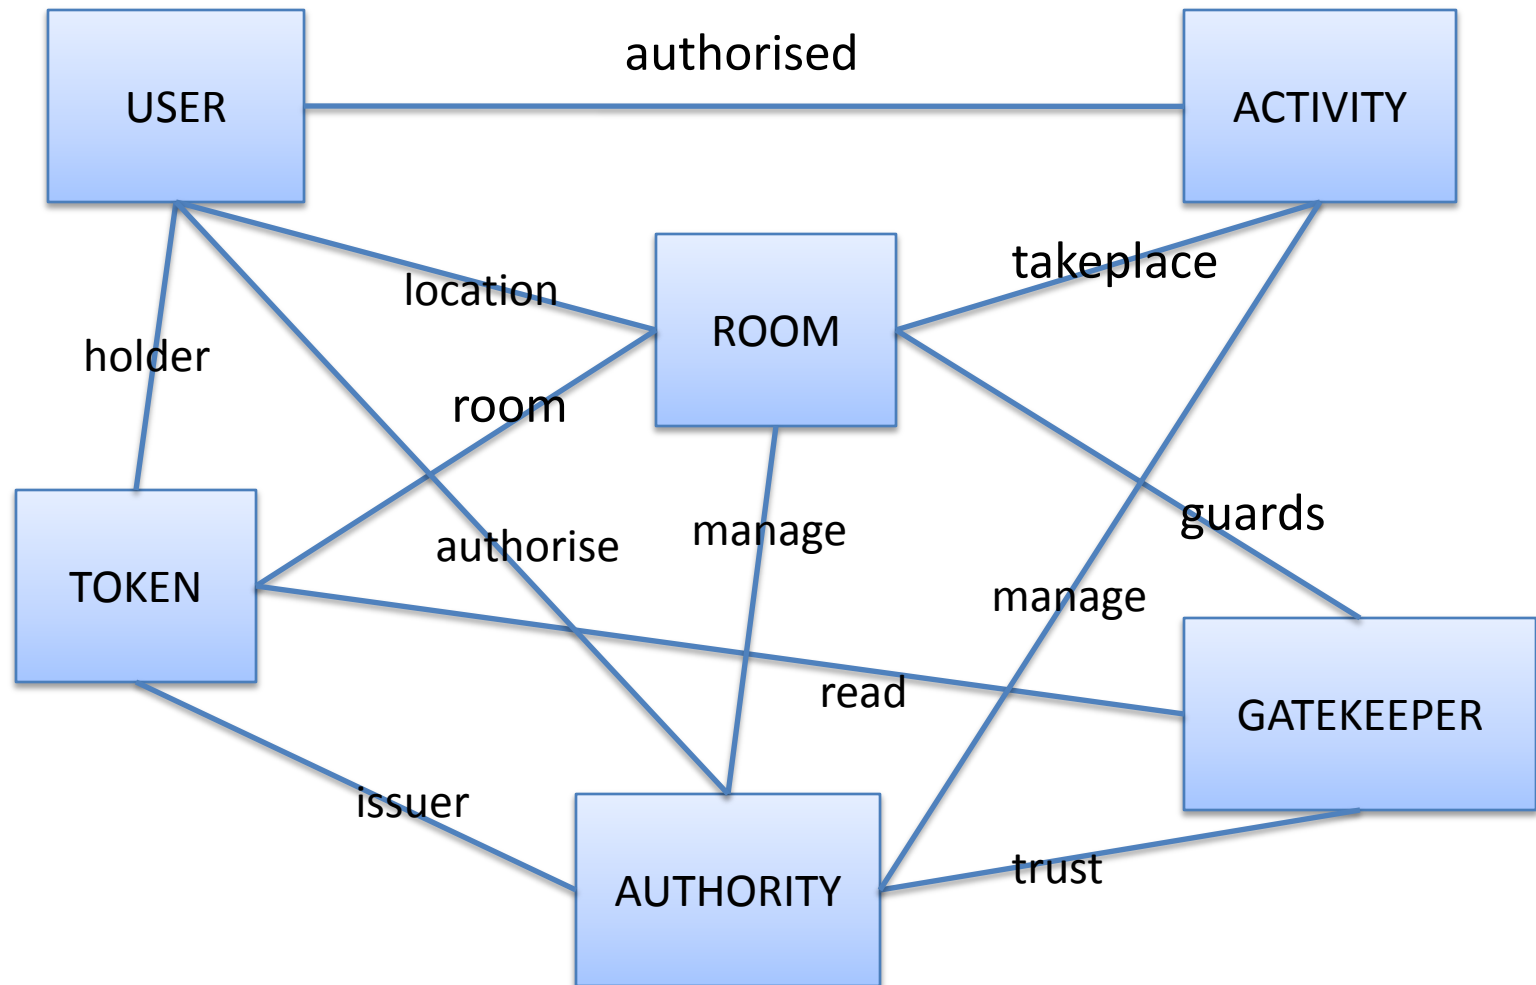 authorised
USER
ACTIVITY
takeplace
location
ROOM
holder
room
guards
manage
authorise
TOKEN
manage
read
GATEKEEPER
issuer
trust
AUTHORITY